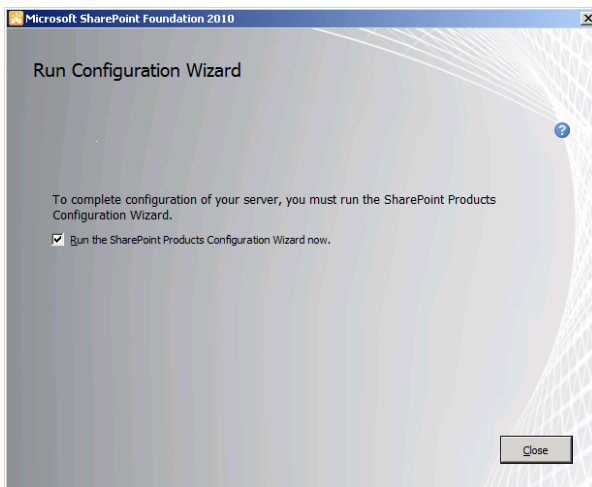 Microsoft SharePoint Foundation 2010
Run Configuration Wizard
?
To complete configuration of your server, you must run the SharePoint Products
Configuration Wizard.
Run the SharePoint Products Configuration Wizard now.
Close